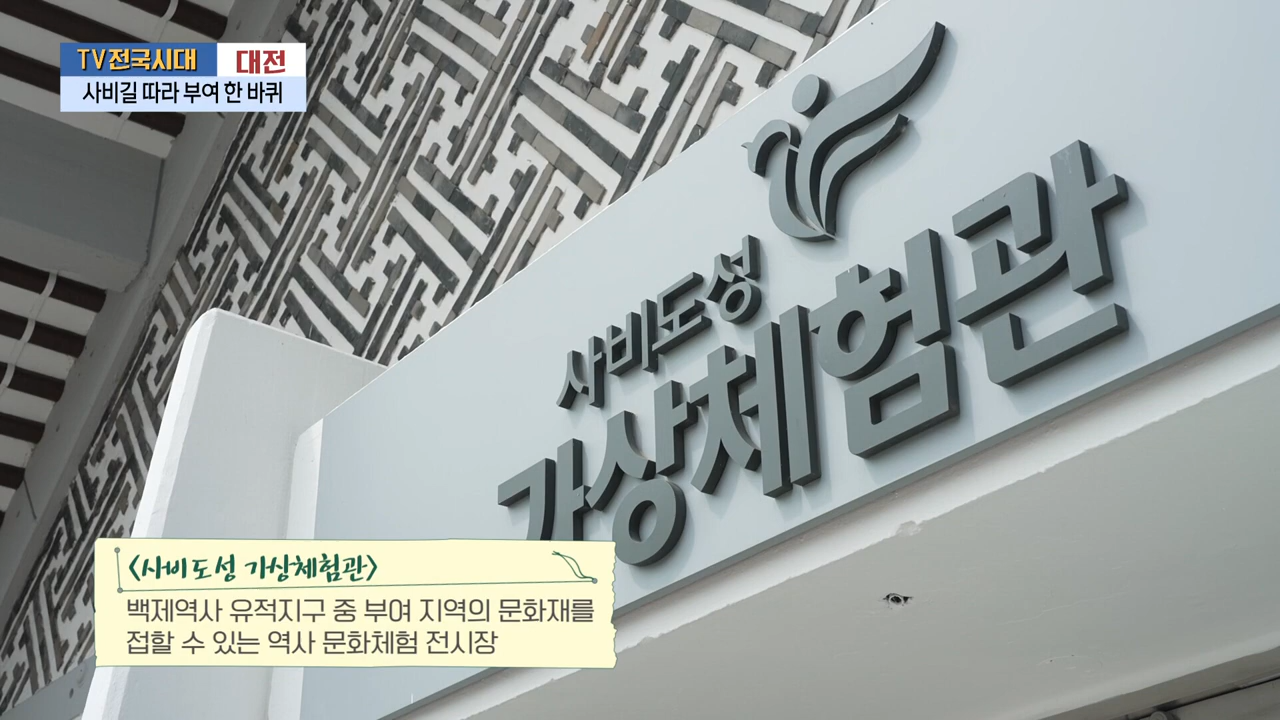 TV전국시대 대전
사비길 따라 부여 한 바퀴
사비도성
가상체험관
<사비도성 가상체험관>
백제역사 유적지구 중 부여 지역의 문화재를
접할 수 있는 역사 문화체험 전시장